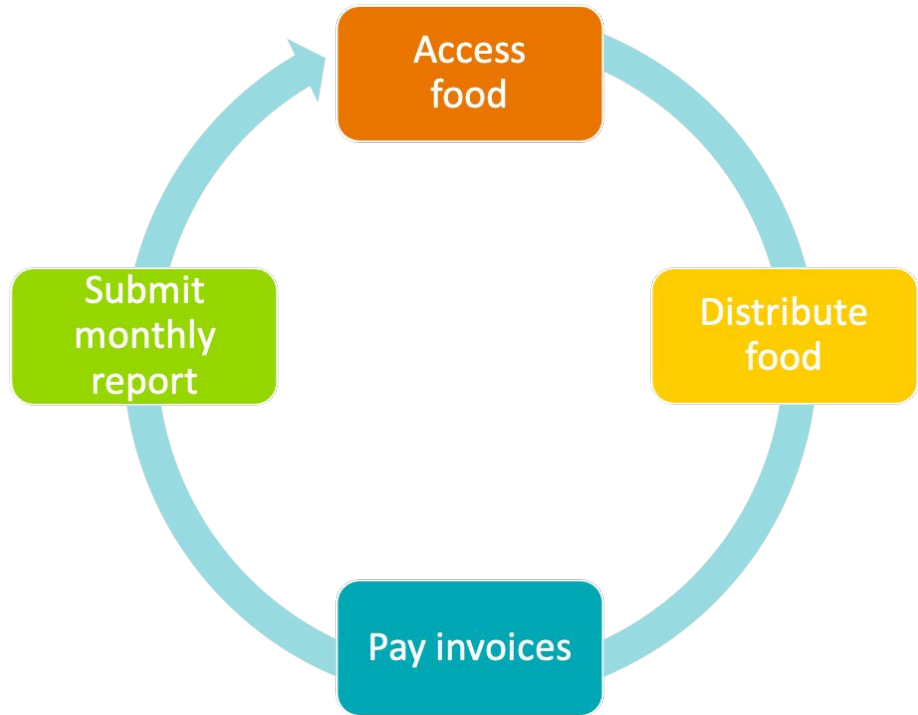 Access
food
Distribute
food
Pay invoices
Submit
monthly
report